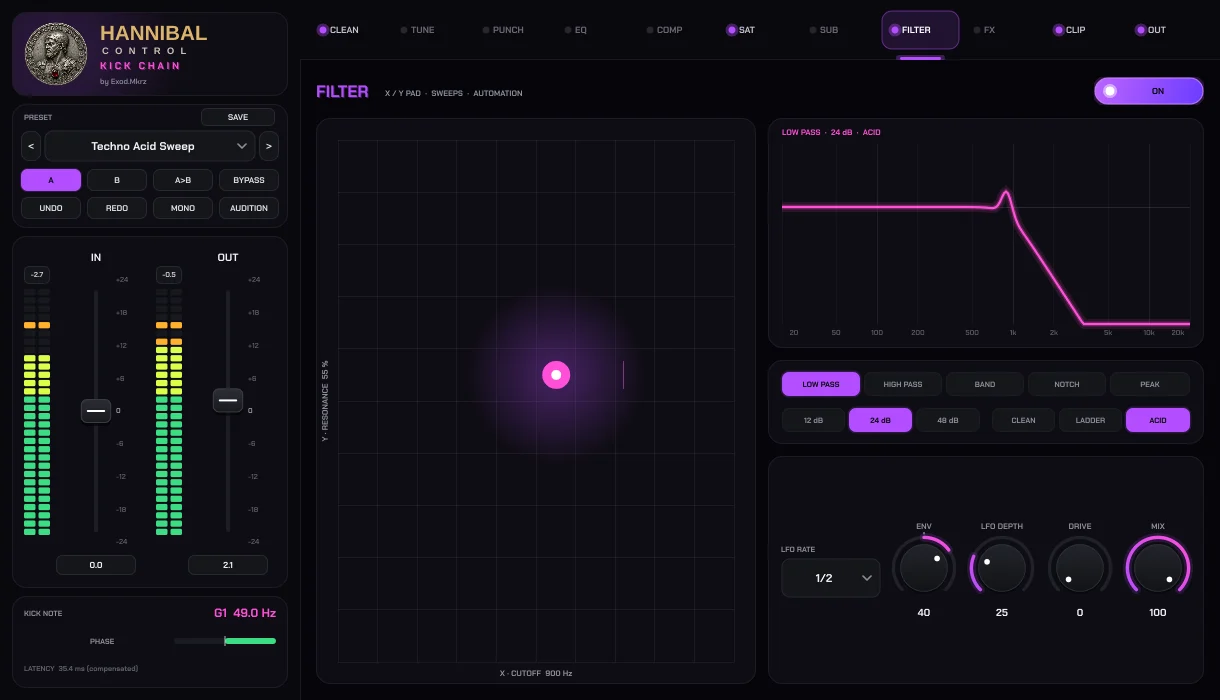 HANNIBAL
CONTROL
KICK CHAIN
by Exod.Mkrz
PRESET
SAVE
< Techno Acid Sweep >
A B A>B BYPASS
UNDO REDO MONO AUDITION
IN OUT
-2.7 -0.5
+24 +24
+18 +18
+12 +12
+6 +6
0 0
-6 -6
-12 -12
-18 -18
-24 -24
0.0 2.1
KICK NOTE G1 49.0 Hz
PHASE
LATENCY 35.4 ms (compensated)
CLEAN TUNE PUNCH EQ COMP SAT SUB FILTER FX CLIP OUT
FILTER X / Y PAD · SWEEPS · AUTOMATION ON
Y · RESONANCE 55 %
X · CUTOFF 900 Hz
LOW PASS · 24 dB · ACID
20 50 100 200 500 1k 2k 5k 10k 20k
LOW PASS HIGH PASS BAND NOTCH PEAK
12 dB 24 dB 48 dB CLEAN LADDER ACID
LFO RATE
1/2
ENV LFO DEPTH DRIVE MIX
40 25 0 100